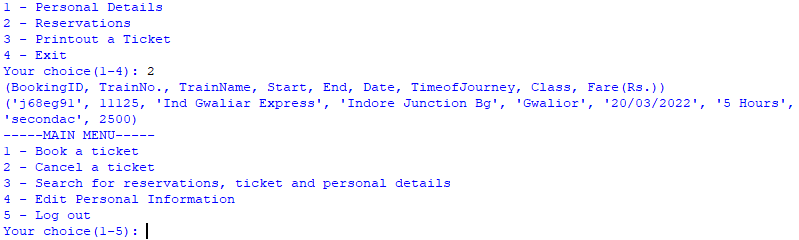 1 - Personal Details
2 - Reservations
3 - Printout a Ticket
4 - Exit
Your choice(1-4): 2
(BookingID, TrainNo., TrainName, Start, End, Date, TimeofJourney, Class, Fare(Rs.))
('j68eg91', 11125, 'Ind Gwaliar Express', 'Indore Junction Bg', 'Gwalior', '20/03/2022', '5 Hours',
'secondac', 2500)
-----MAIN MENU-----
1 - Book a ticket
2 - Cancel a ticket
3 - Search for reservations, ticket and personal details
4 - Edit Personal Information
5 - Log out
Your choice(1-5):